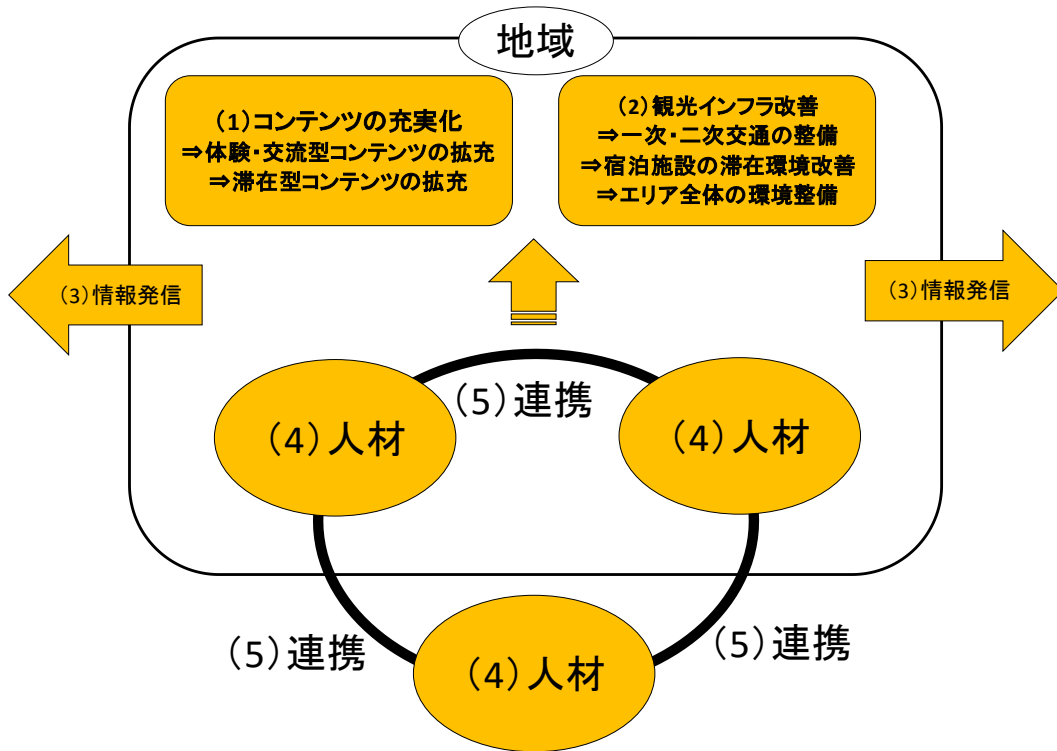 地域
(1)コンテンツの充実化
⇒体験・交流型コンテンツの拡充
⇒滞在型コンテンツの拡充
(2)観光インフラ改善
⇒一次・二次交通の整備
⇒宿泊施設の滞在環境改善
⇒エリア全体の環境整備
(3)情報発信
(3)情報発信
(5)連携
(4)人材
(4)人材
(5)連携
(5)連携
(4)人材